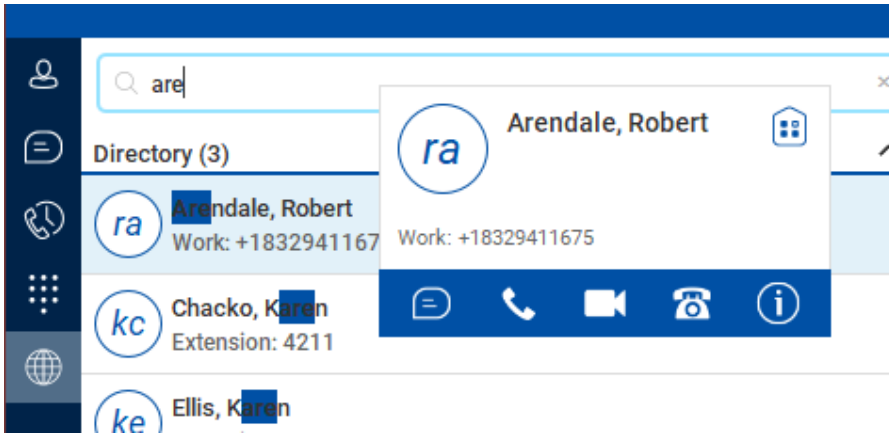 are
Directory (3)
ra
Arendale, Robert
Work: +1832941167
kc
Chacko, Karen
Extension: 4211
ke
Ellis, Karen
ra
Arendale, Robert
Work: +18329411675